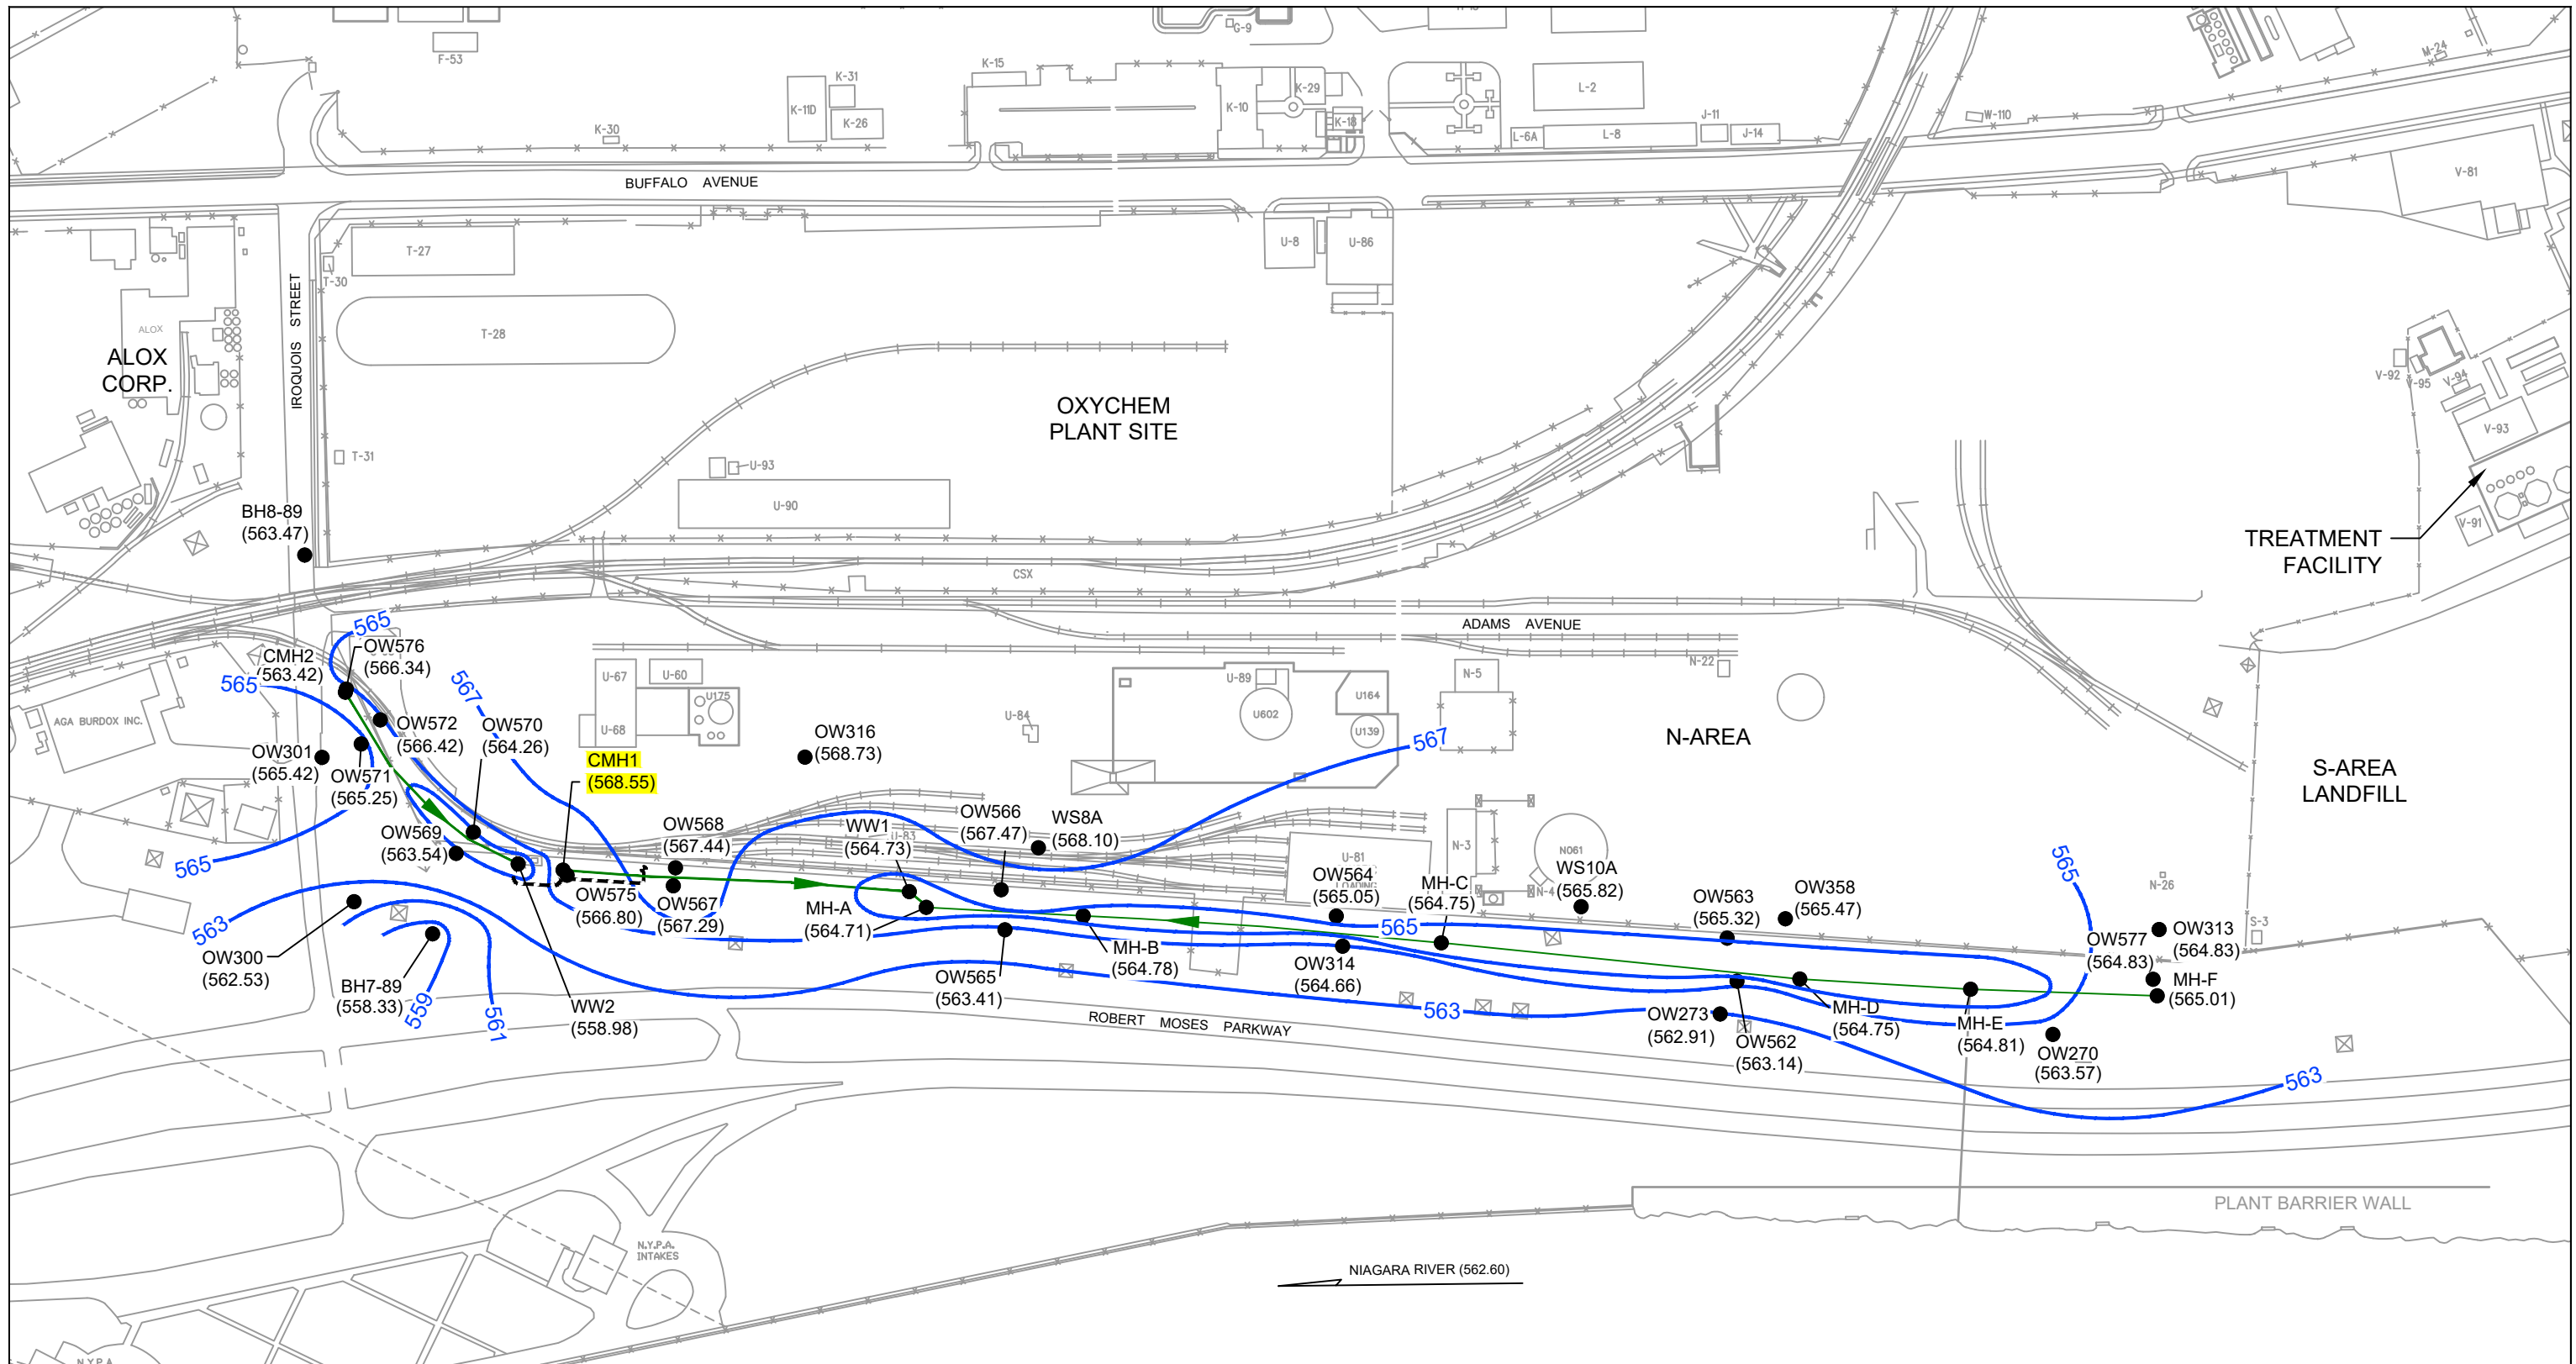 G-9
F-53
M-24
K-15
K-31
K-11D
K-26
K-10
K-29
K-18
K-30
L-2
L-6A
L-8
J-11
J-14
W-110
V-81
BUFFALO AVENUE
T-27
T-30
T-28
U-8
U-86
IROQUOIS STREET
ALOX
ALOX
CORP.
OXYCHEM
PLANT SITE
V-92
V-95
V-94
V-93
V-91
T-31
U-93
U-90
BH8-89
(563.47)
TREATMENT
FACILITY
CSX
ADAMS AVENUE
565
OW576
(566.34)
CMH2
(563.42)
565
567
AGA BURDOX INC.
U-67
U-60
U-68
U175
U-84
U-89
U602
U164
U139
N-5
N-22
567
N-AREA
S-AREA
LANDFILL
OW572
(566.42)
OW570
(564.26)
OW301
(565.42)
OW571
(565.25)
CMH1
(568.55)
OW316
(568.73)
565
OW569
(563.54)
OW568
(567.44)
WW1
(564.73)
U-83
OW566
(567.47)
WS8A
(568.10)
U-81
LOADING
N-3
N061
N-4
OW564
(565.05)
MH-C
(564.75)
WS10A
(565.82)
OW563
(565.32)
OW358
(565.47)
565
N-26
S-3
OW575
(566.80)
OW567
(567.29)
MH-A
(564.71)
565
OW577
(564.83)
OW313
(564.83)
563
OW300
(562.53)
BH7-89
(558.33)
559
561
WW2
(558.98)
OW565
(563.41)
MH-B
(564.78)
OW314
(564.66)
MH-F
(565.01)
563
OW273
(562.91)
OW562
(563.14)
MH-D
(564.75)
MH-E
(564.81)
OW270
(563.57)
563
ROBERT MOSES PARKWAY
PLANT BARRIER WALL
N.Y.P.A.
INTAKES
NIAGARA RIVER (562.60)
N.Y.P.A.